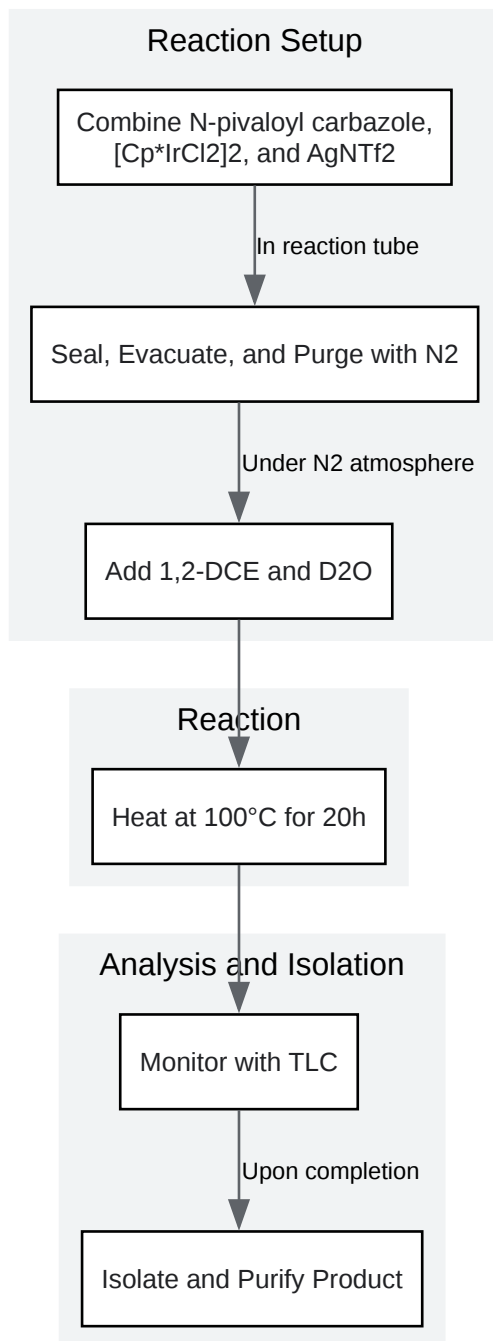 Reaction Setup
Combine N-pivaloyl carbazole,
[Cp*IrCl2]2, and AgNTf2
In reaction tube
Seal, Evacuate, and Purge with N2
Under N2 atmosphere
Add 1,2-DCE and D2O
Reaction
Heat at 100°C for 20h
Analysis and Isolation
Monitor with TLC
Upon completion
Isolate and Purify Product